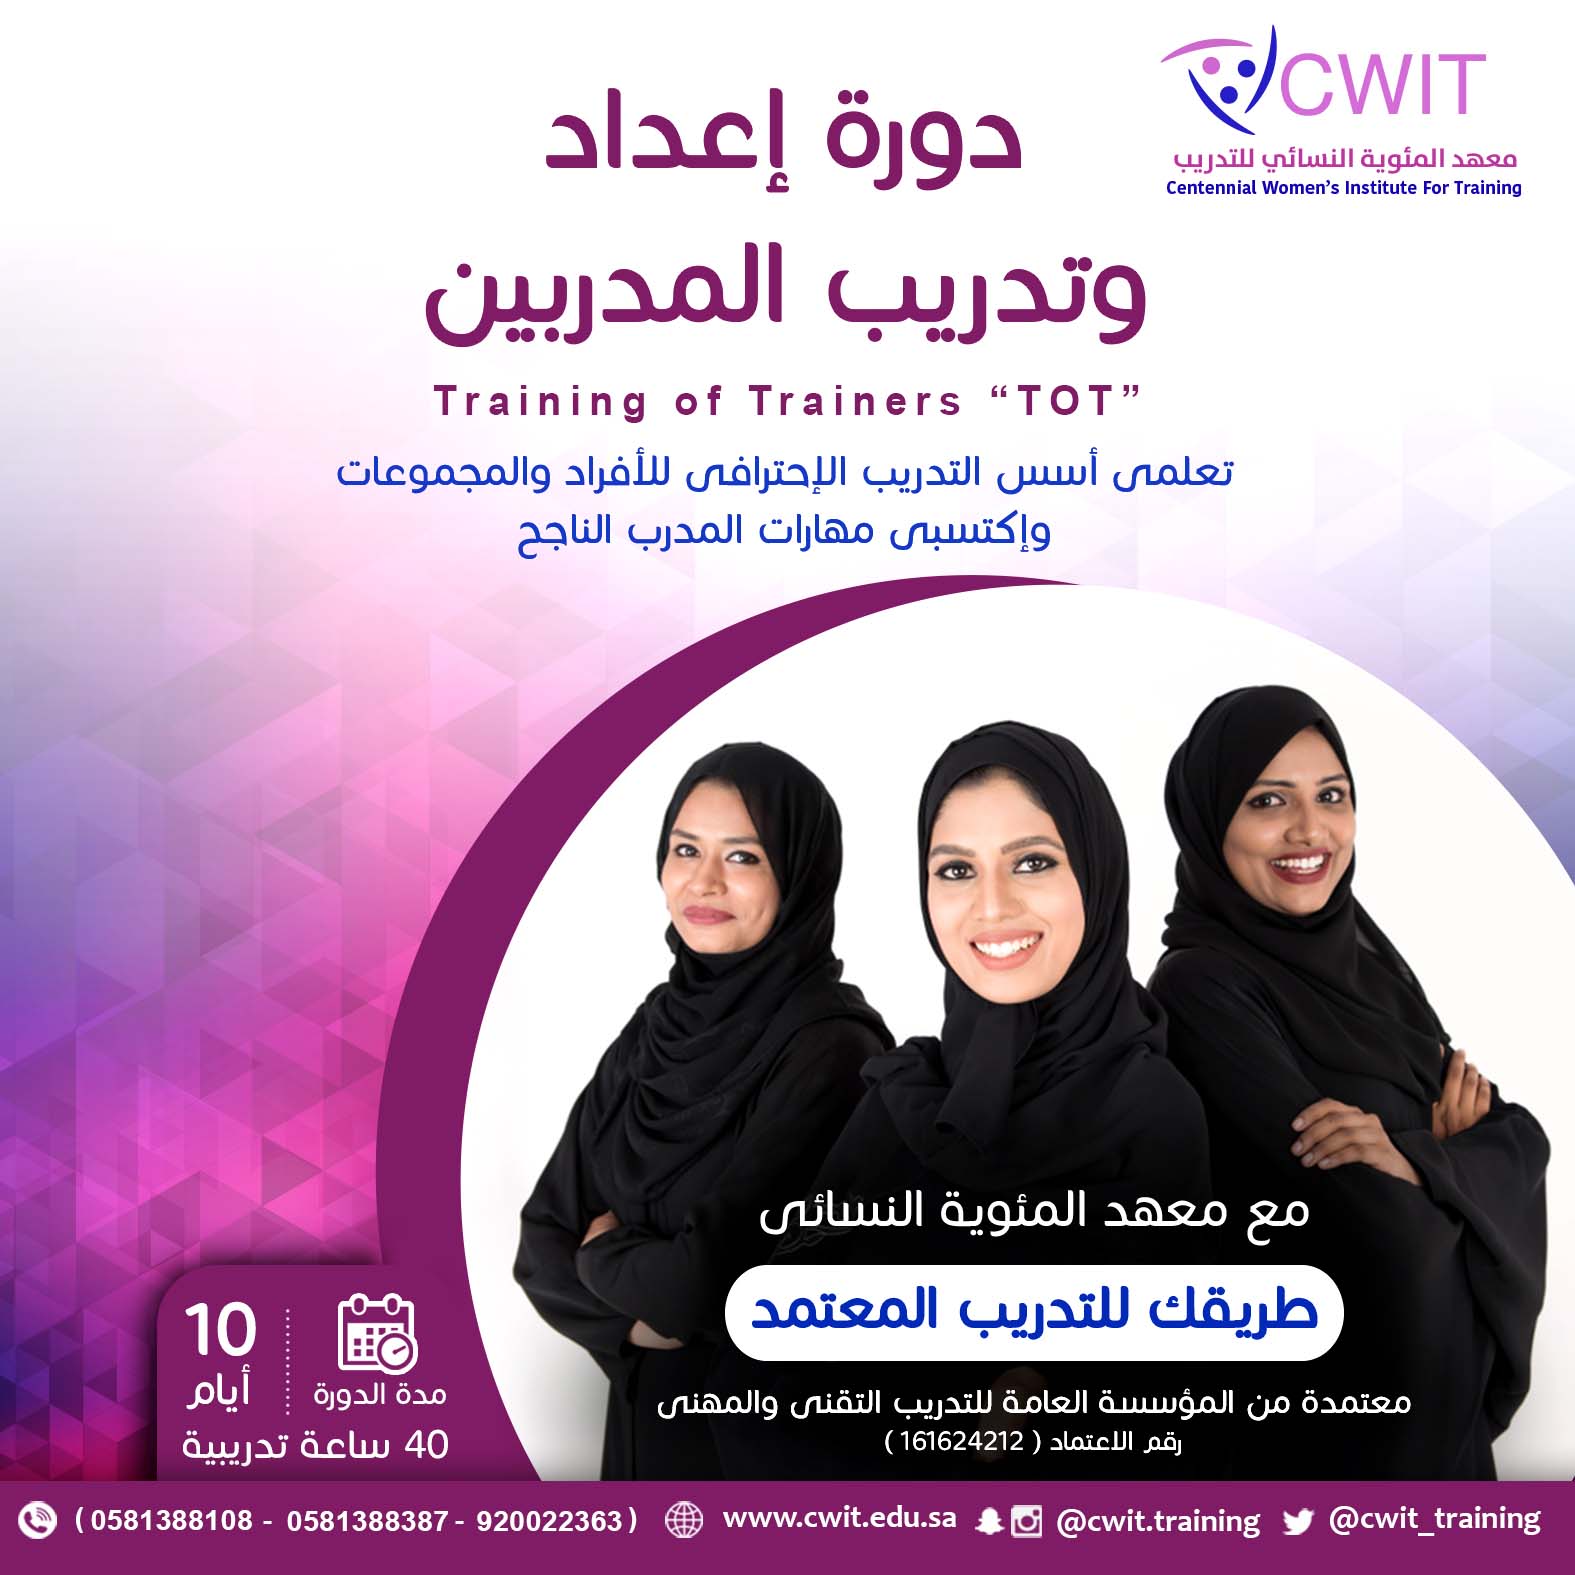 CWIT
معهد المئوية النسائي للتدريب
Centennial Women's Institute For Training
دورة إعداد
وتدريب المدربين
Training of Trainers “TOT”
تعلمى أسس التدريب الإحترافى للأفراد والمجموعات
وإكتسبى مهارات المدرب الناجح
مع معهد المئوية النسائى
طريقك للتدريب المعتمد
معتمدة من المؤسسة العامة للتدريب التقنى والمهنى
رقم الاعتماد ( 161624212 )
مدة الدورة
10
أيام
40 ساعة تدريبية
( 0581388108 - 0581388387 - 920022363 ) www.cwit.edu.sa @cwit.training @cwit_training